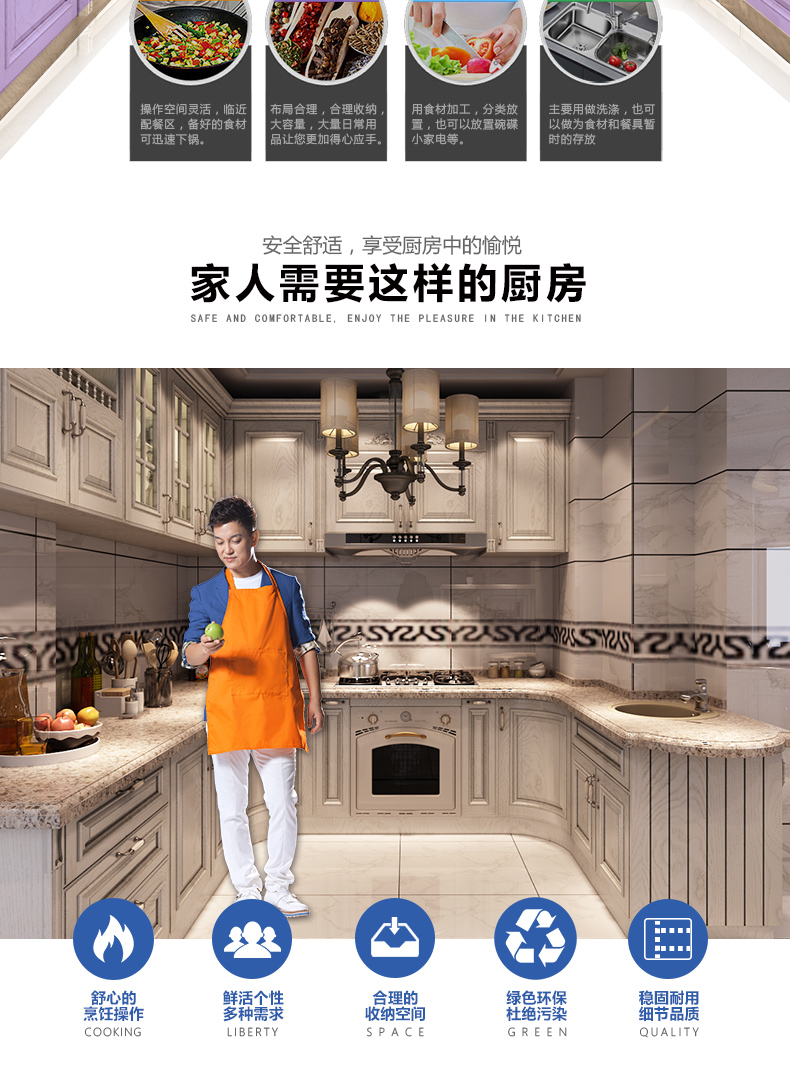 操作空间灵活，临近
配餐区，备好的食材
可迅速下锅。
布局合理，合理收纳，
大容量，大量日常用
品让您更加得心应手。
用食材加工，分类放
置，也可以放置碗碟
小家电等。
主要用做洗涤，也可
以做为食材和餐具暂
时的存放
安全舒适，享受厨房中的愉悦
家人需要这样的厨房
SAFE AND COMFORTABLE, ENJOY THE PLEASURE IN THE KITCHEN
舒心的
烹饪操作
COOKING
鲜活个性
多种需求
LIBERTY
合理的
收纳空间
SPACE
绿色环保
杜绝污染
GREEN
稳固耐用
细节品质
QUALITY